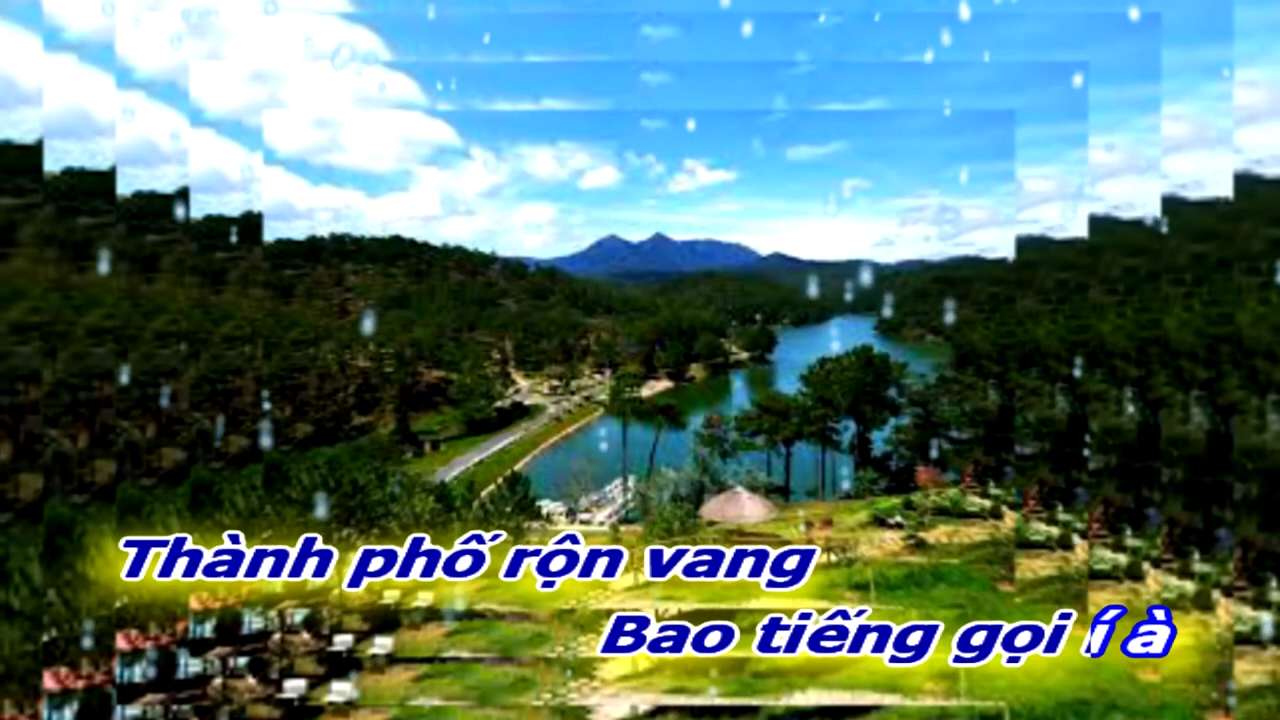 Thành phố rộn vang
Bao tiếng gọi í à